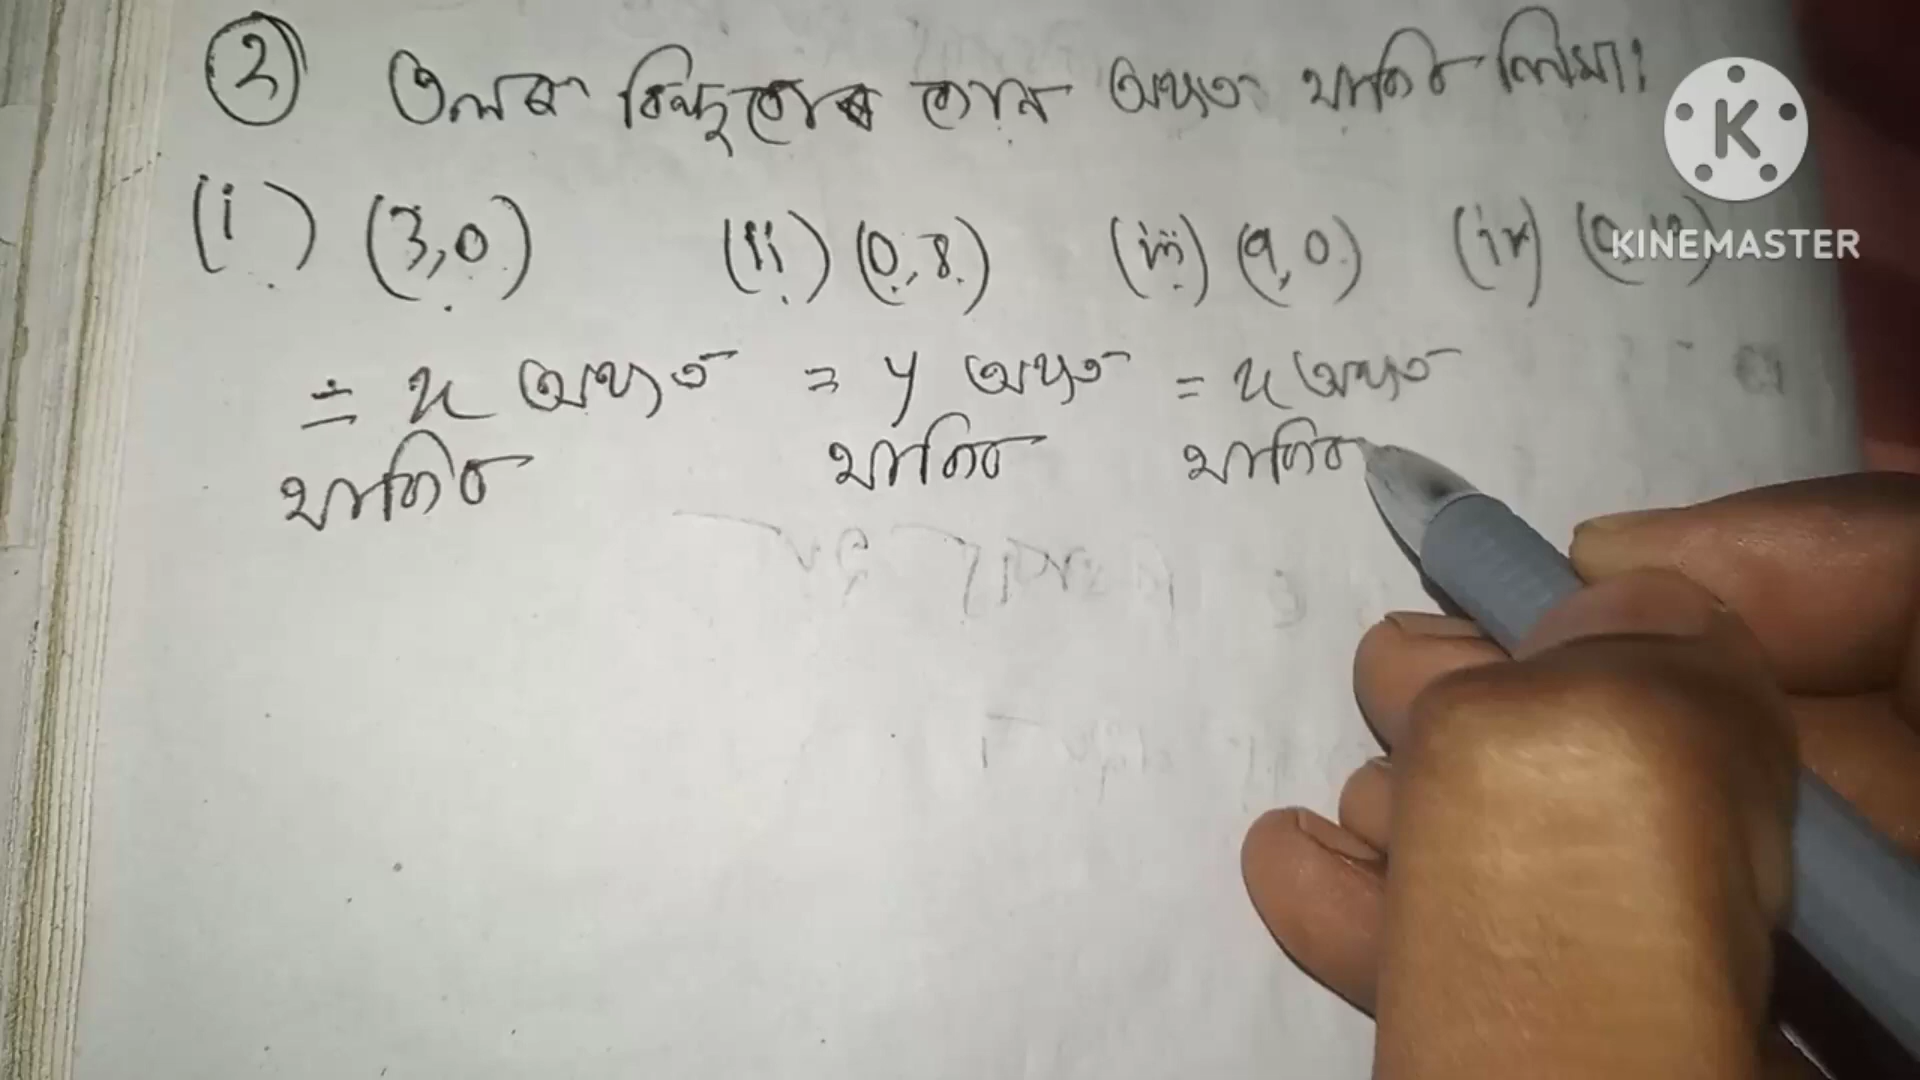 ২ তলৰ বিন্দুবোৰ কোন অক্ষত থাকিব লিখা:
(i) (3,0) (ii) (0,8) (iii) (9,0) (iv)
= x অক্ষত = y অক্ষত = x অক্ষত
থাকিব থাকিব থাকিব
KINEMASTER